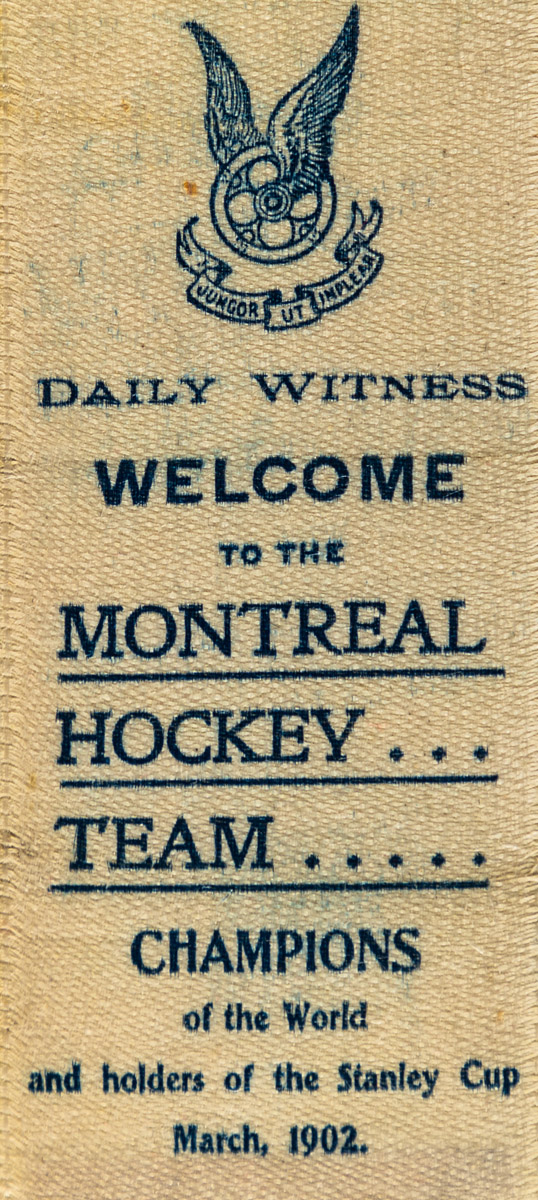 JUNGOR UT IMPLEAR
DAILY WITNESS
WELCOME
TO THE
MONTREAL
HOCKEY . . .
TEAM . . . . .
CHAMPIONS
of the World
and holders of the Stanley Cup
March, 1902.